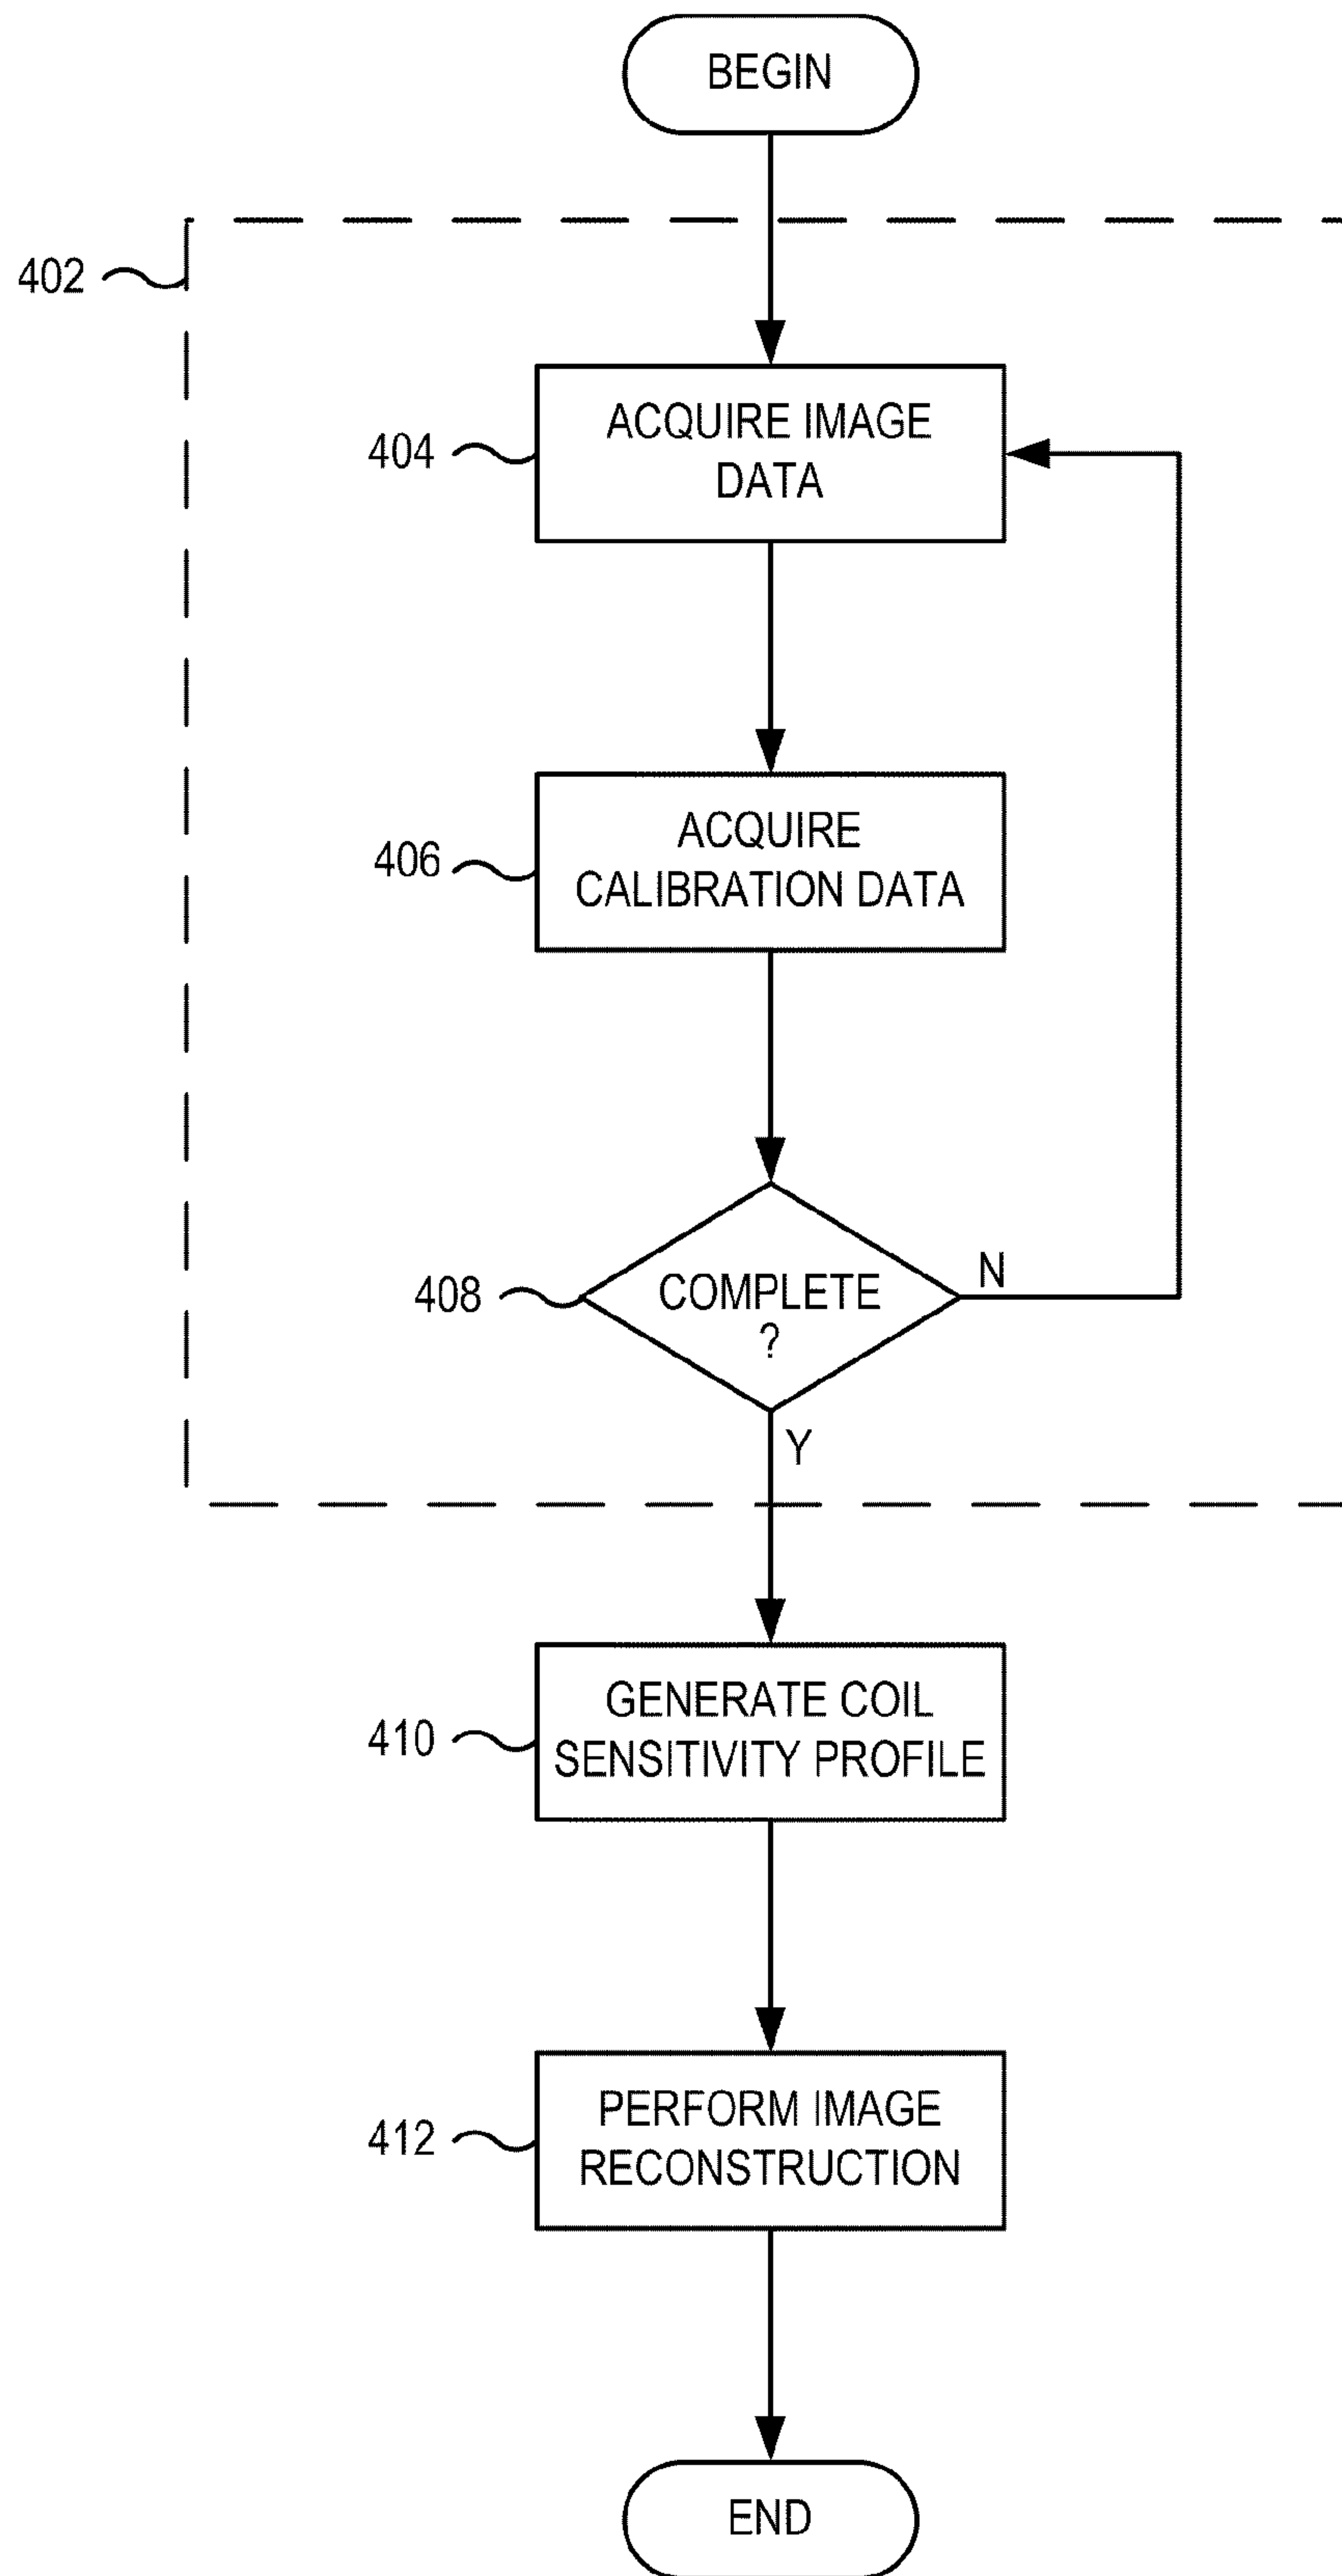 BEGIN
402
404
ACQUIRE IMAGE
DATA
406
ACQUIRE
CALIBRATION DATA
408
COMPLETE
?
N
Y
410
GENERATE COIL
SENSITIVITY PROFILE
412
PERFORM IMAGE
RECONSTRUCTION
END